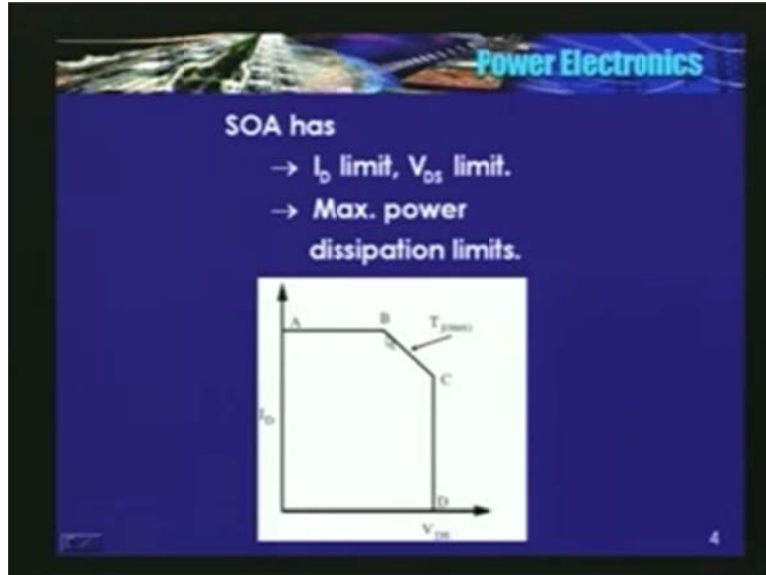 Power Electronics
SOA has
→ I_D limit, V_DS limit.
→ Max. power
dissipation limits.
A
B
T_J(max)
C
I_D
D
V_DS
4